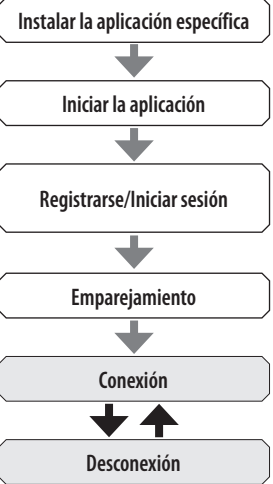 Instalar la aplicación específica
Iniciar la aplicación
Registrarse/Iniciar sesión
Emparejamiento
Conexión
Desconexión